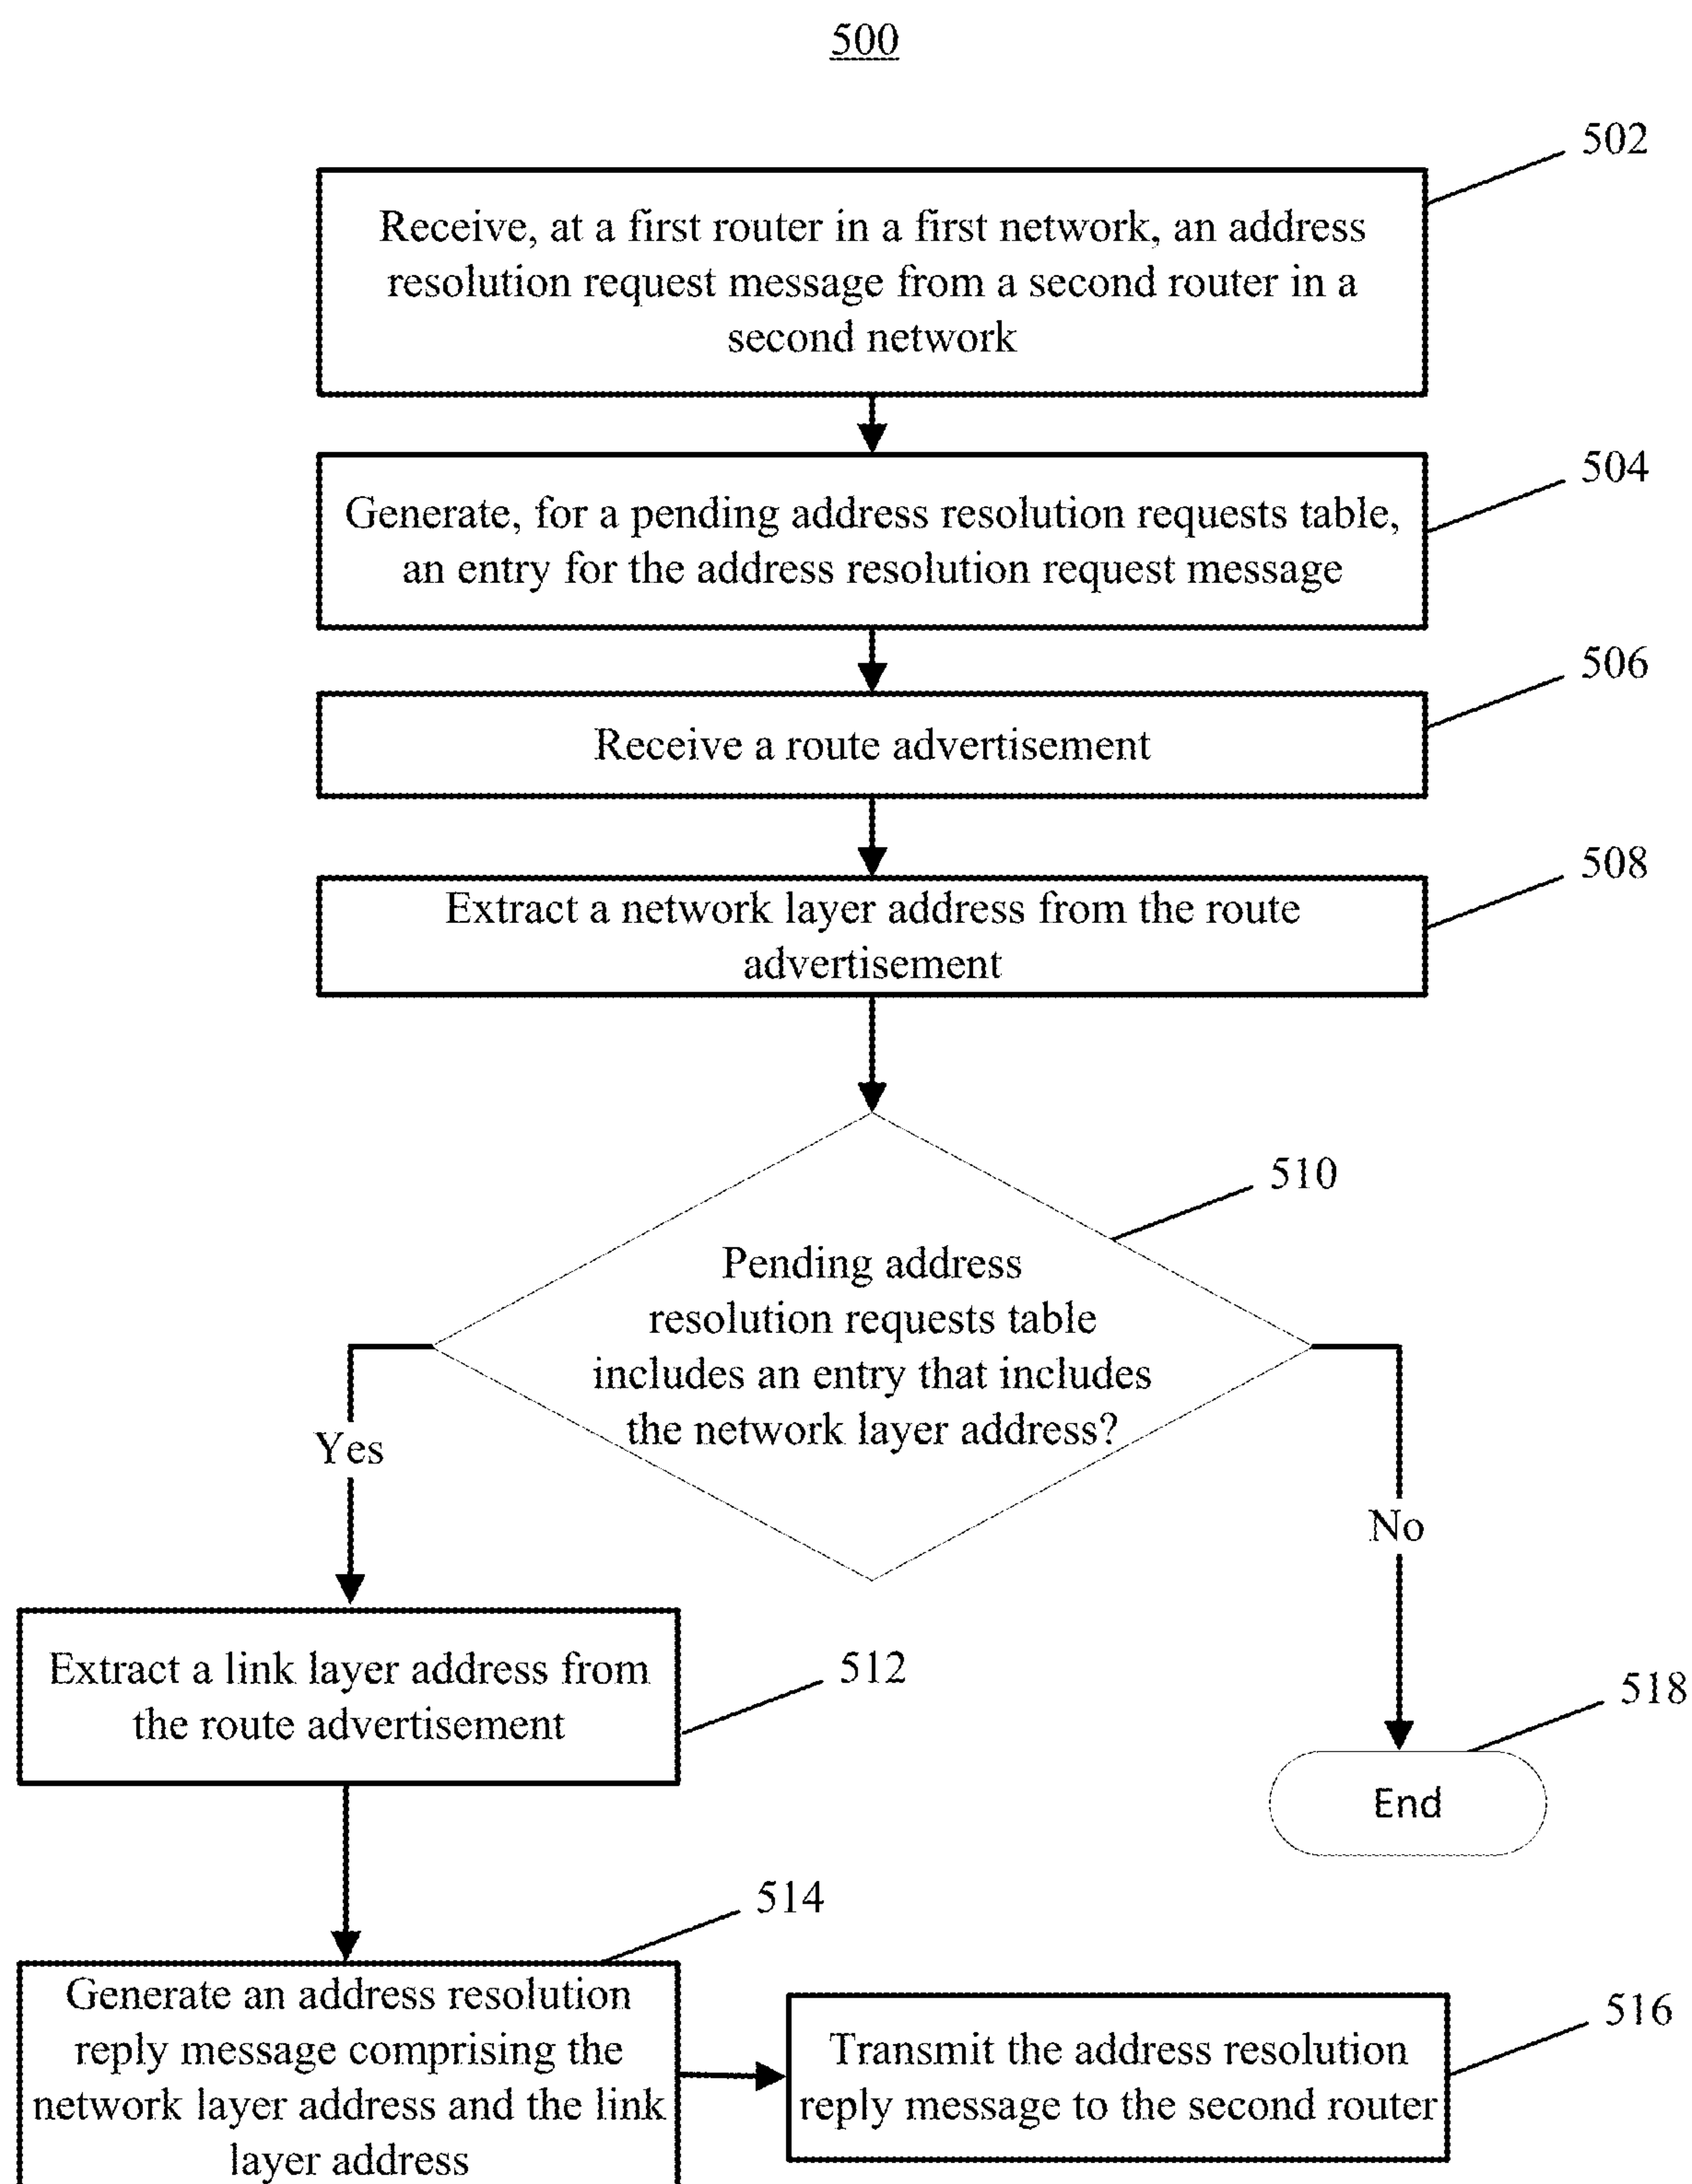 500
502
Receive, at a first router in a first network, an address
resolution request message from a second router in a
second network
504
Generate, for a pending address resolution requests table,
an entry for the address resolution request message
506
Receive a route advertisement
508
Extract a network layer address from the route
advertisement
510
Pending address
resolution requests table
includes an entry that includes
the network layer address?
Yes
No
Extract a link layer address from
the route advertisement
512
518
End
514
Generate an address resolution
reply message comprising the
network layer address and the link
layer address
516
Transmit the address resolution
reply message to the second router